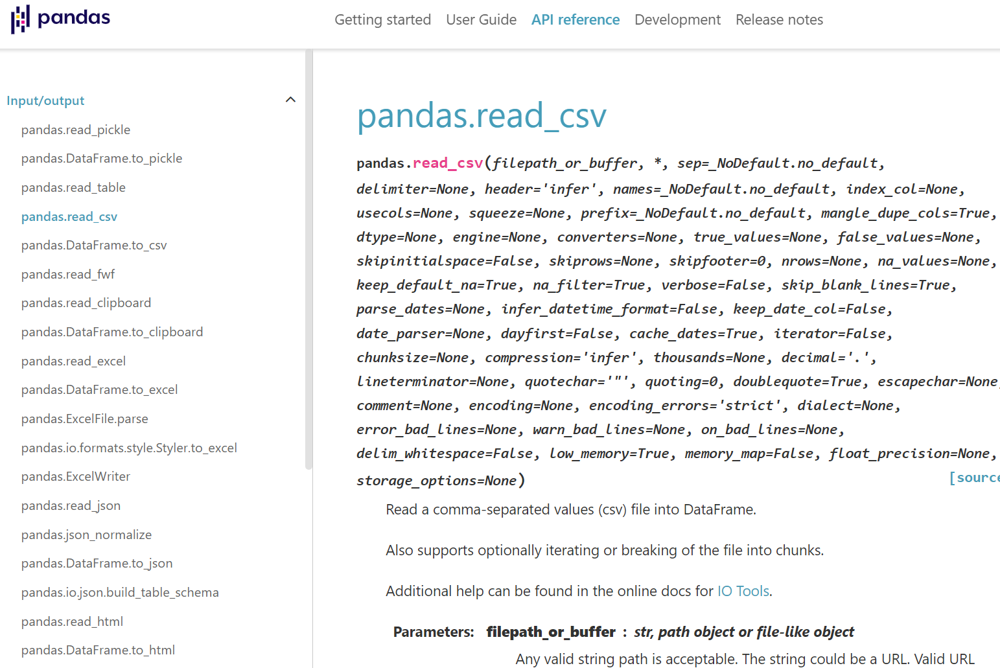 pandas
Getting started User Guide API reference Development Release notes
Input/output
pandas.read_pickle
pandas.DataFrame.to_pickle
pandas.read_table
pandas.read_csv
pandas.DataFrame.to_csv
pandas.read_fwf
pandas.read_clipboard
pandas.DataFrame.to_clipboard
pandas.read_excel
pandas.DataFrame.to_excel
pandas.ExcelFile.parse
pandas.io.formats.style.Styler.to_excel
pandas.ExcelWriter
pandas.read_json
pandas.json_normalize
pandas.DataFrame.to_json
pandas.io.json.build_table_schema
pandas.read_html
pandas.DataFrame.to_html
pandas.read_csv
pandas.read_csv(filepath_or_buffer, *, sep=_NoDefault.no_default,
delimiter=None, header='infer', names=_NoDefault.no_default, index_col=None,
usecols=None, squeeze=None, prefix=_NoDefault.no_default, mangle_dupe_cols=True,
dtype=None, engine=None, converters=None, true_values=None, false_values=None,
skipinitialspace=False, skiprows=None, skipfooter=0, nrows=None, na_values=None,
keep_default_na=True, na_filter=True, verbose=False, skip_blank_lines=True,
parse_dates=None, infer_datetime_format=False, keep_date_col=False,
date_parser=None, dayfirst=False, cache_dates=True, iterator=False,
chunksize=None, compression='infer', thousands=None, decimal='.',
lineterminator=None, quotechar='"', quoting=0, doublequote=True, escapechar=None,
comment=None, encoding=None, encoding_errors='strict', dialect=None,
error_bad_lines=None, warn_bad_lines=None, on_bad_lines=None,
delim_whitespace=False, low_memory=True, memory_map=False, float_precision=None,
storage_options=None) [source
Read a comma-separated values (csv) file into DataFrame.
Also supports optionally iterating or breaking of the file into chunks.
Additional help can be found in the online docs for IO Tools.
Parameters: filepath_or_buffer : str, path object or file-like object
Any valid string path is acceptable. The string could be a URL. Valid URL